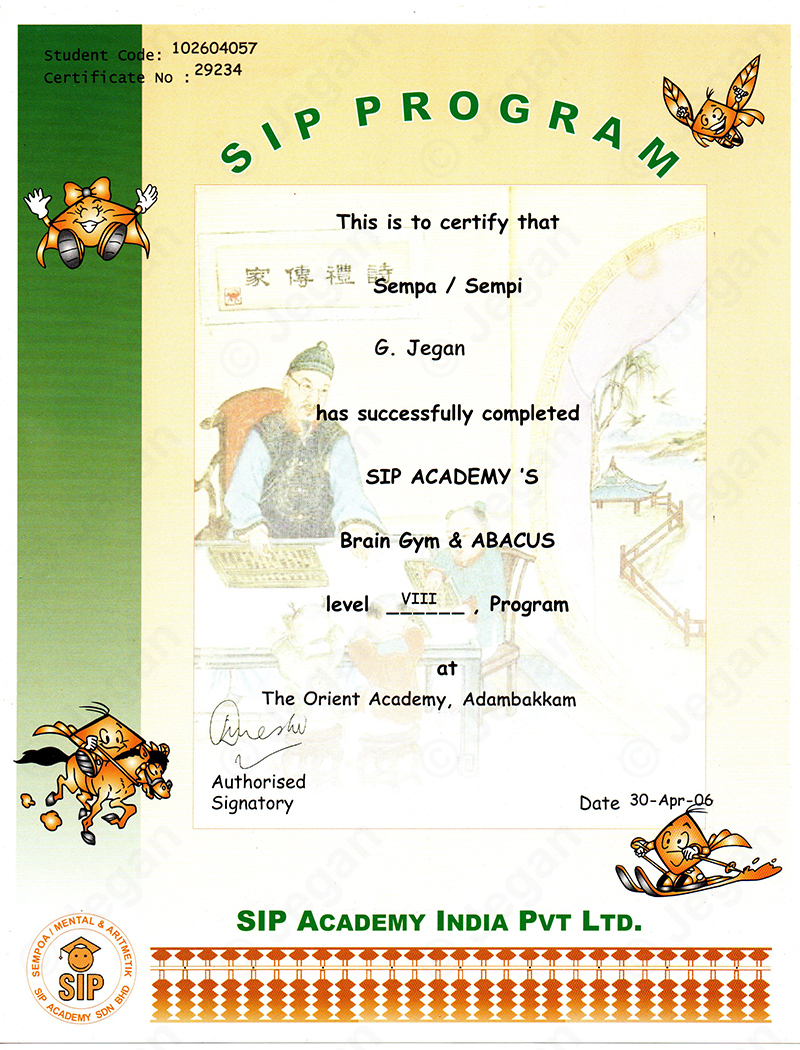 Student Code: 102604057
Certificate No : 29234
SIP PROGRAM
This is to certify that
詩禮傳家
Sempa / Sempi
G. Jegan
has successfully completed
SIP ACADEMY 'S
Brain Gym & ABACUS
level VIII , Program
at
The Orient Academy, Adambakkam
Authorised
Signatory
Date 30-Apr-06
SIP ACADEMY INDIA PVT LTD.
SEMPOA / MENTAL & ARITMETIK
SIP
SIP ACADEMY SDN BHD
© Jegan